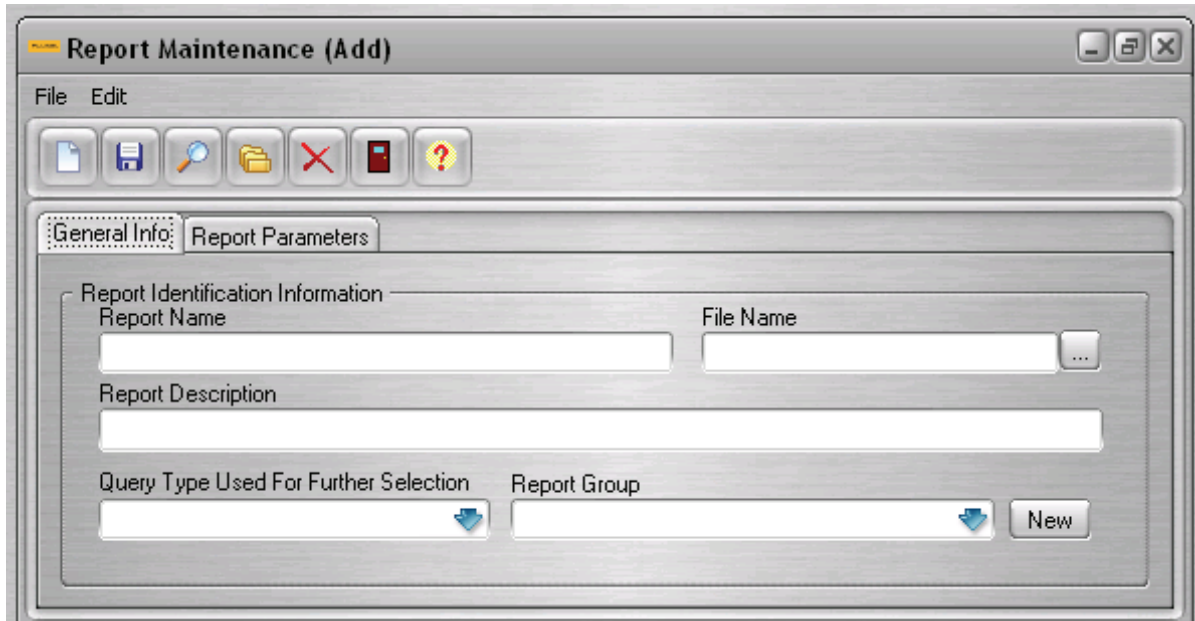 Report Maintenance (Add)
File Edit
General Info Report Parameters
Report Identification Information
Report Name File Name
...
Report Description
Query Type Used For Further Selection Report Group
New